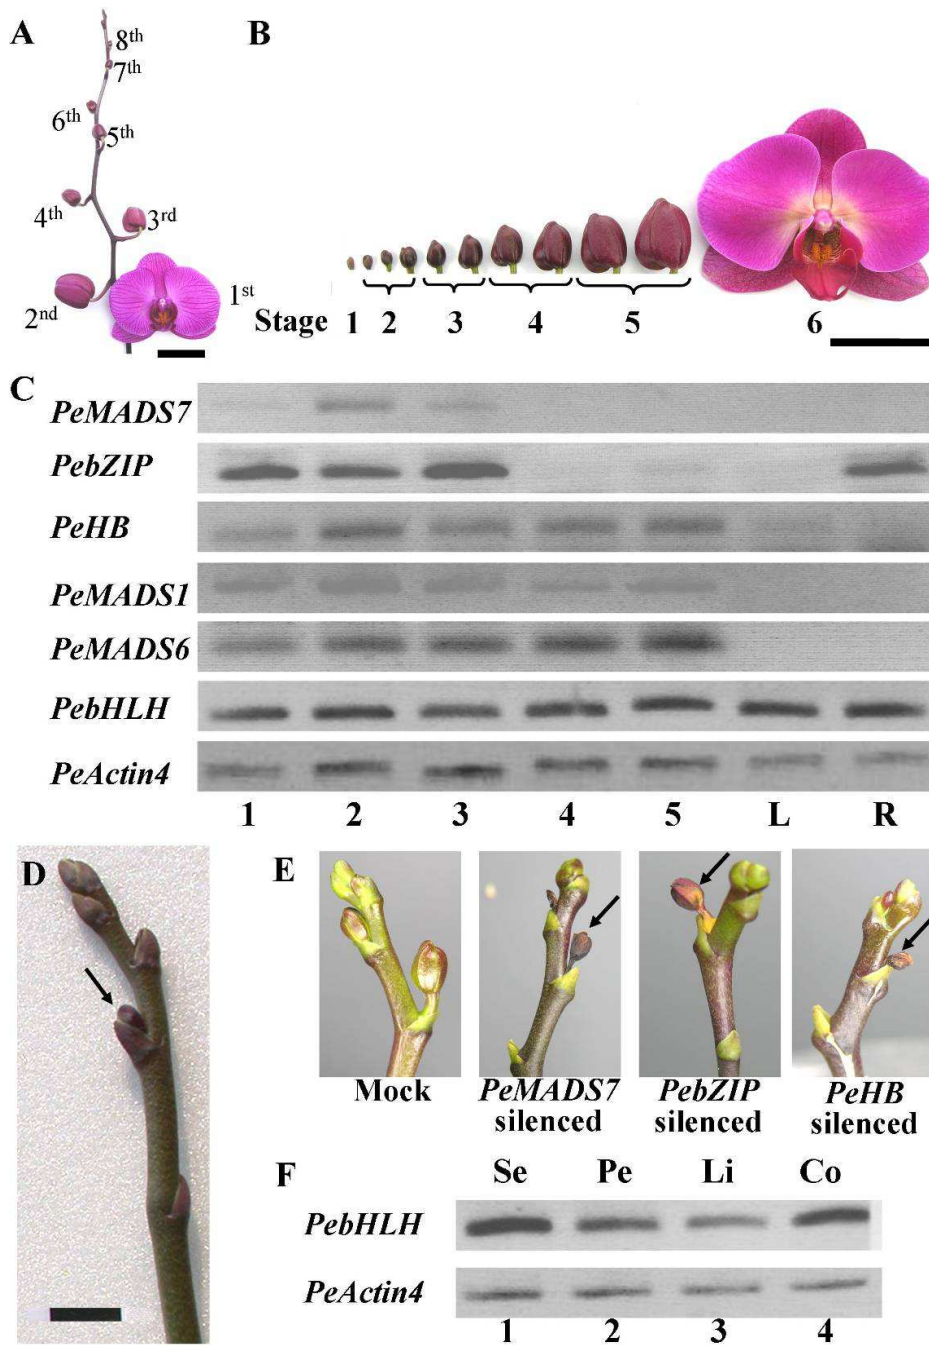 A
8th
7th
6th
5th
4th
3rd
2nd
1st
B
Stage 1 2 3 4 5 6
C
PeMADS7
PebZIP
PeHB
PeMADS1
PeMADS6
PebHLH
PeActin4
1 2 3 4 5 L R
D
E
Mock
PeMADS7
silenced
PebZIP
silenced
PeHB
silenced
F
Se Pe Li Co
PebHLH
PeActin4
1 2 3 4